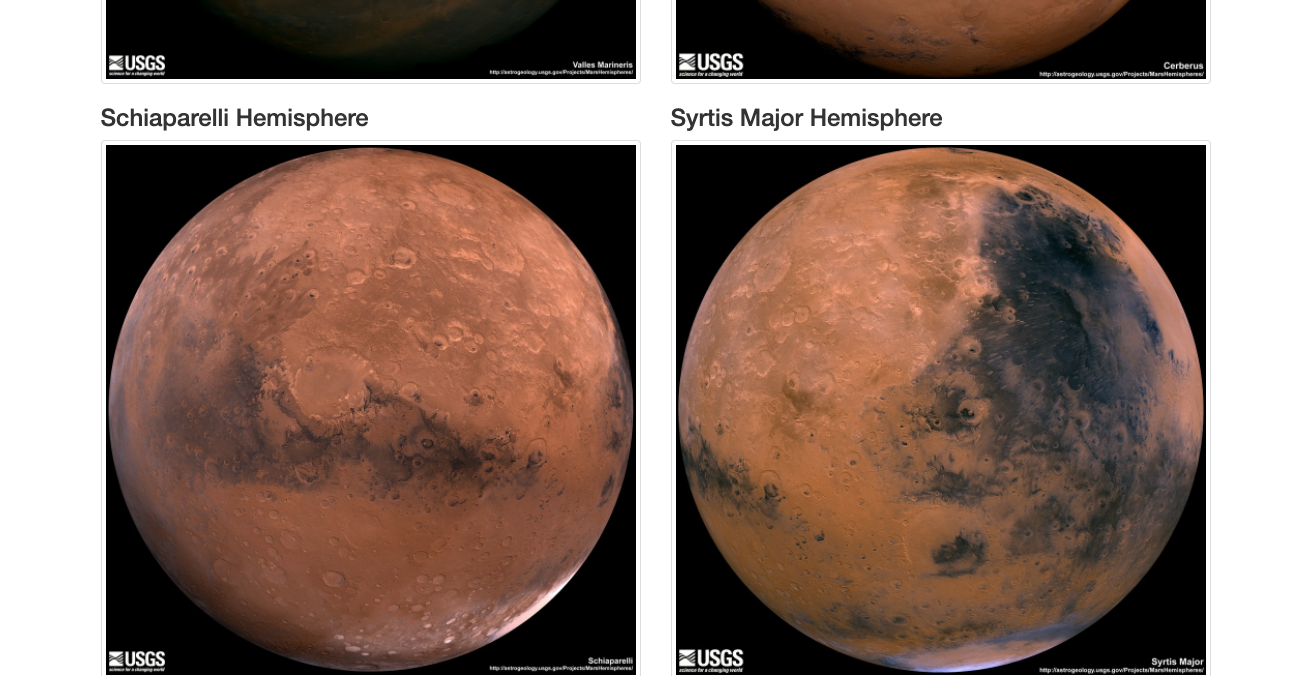 USGS
science for a changing world
Valles Marineris
http://astrogeology.usgs.gov/Projects/MarsHemispheres/
USGS
science for a changing world
Cerberus
http://astrogeology.usgs.gov/Projects/MarsHemispheres/
Schiaparelli Hemisphere
Syrtis Major Hemisphere
USGS
science for a changing world
Schiaparelli
http://astrogeology.usgs.gov/Projects/MarsHemispheres/
USGS
science for a changing world
Syrtis Major
http://astrogeology.usgs.gov/Projects/MarsHemispheres/